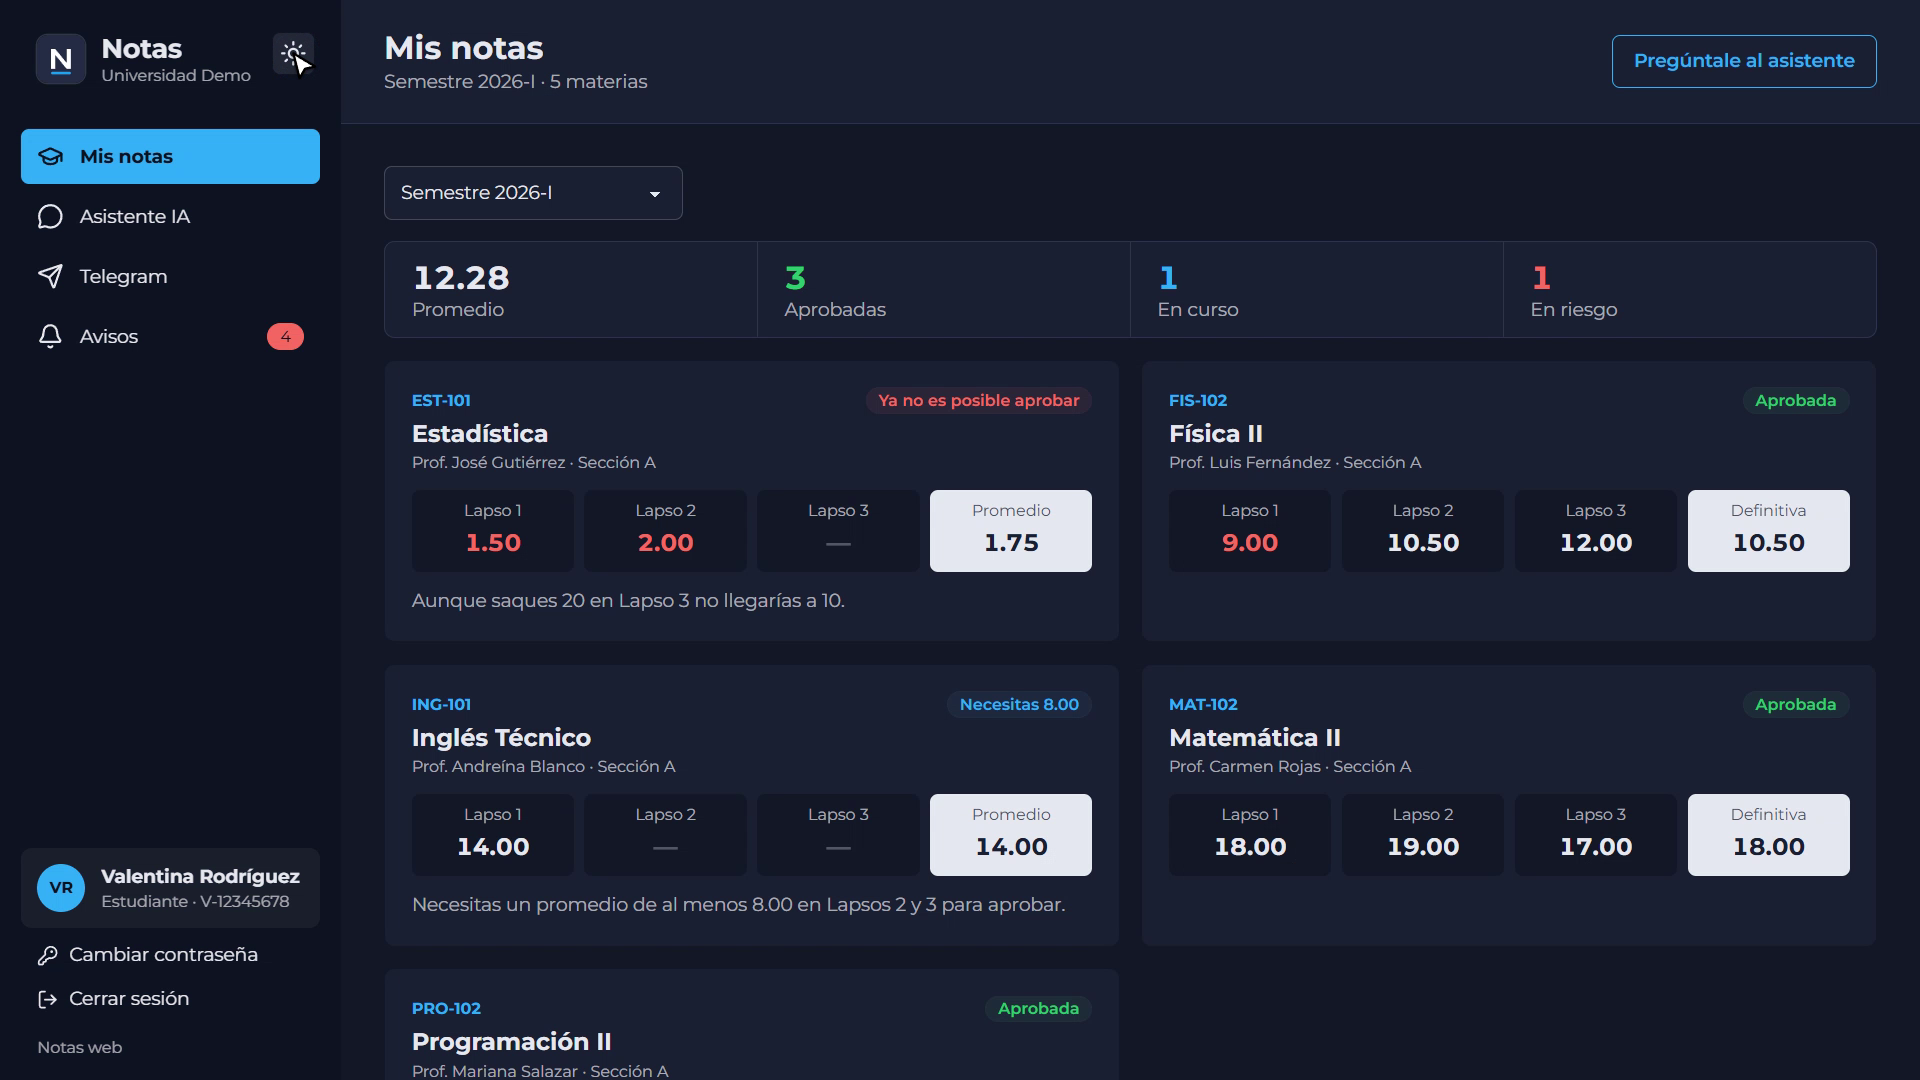 N
Notas
Universidad Demo
Mis notas
Asistente IA
Telegram
Avisos
4
VR
Valentina Rodríguez
Estudiante · V-12345678
Cambiar contraseña
Cerrar sesión
Notas web
Mis notas
Semestre 2026-I · 5 materias
Pregúntale al asistente
Semestre 2026-I
12.28
Promedio
3
Aprobadas
1
En curso
1
En riesgo
EST-101
Ya no es posible aprobar
Estadística
Prof. José Gutiérrez · Sección A
Lapso 1
1.50
Lapso 2
2.00
Lapso 3
—
Promedio
1.75
Aunque saques 20 en Lapso 3 no llegarías a 10.
FIS-102
Aprobada
Física II
Prof. Luis Fernández · Sección A
Lapso 1
9.00
Lapso 2
10.50
Lapso 3
12.00
Definitiva
10.50
ING-101
Necesitas 8.00
Inglés Técnico
Prof. Andreína Blanco · Sección A
Lapso 1
14.00
Lapso 2
—
Lapso 3
—
Promedio
14.00
Necesitas un promedio de al menos 8.00 en Lapsos 2 y 3 para aprobar.
MAT-102
Aprobada
Matemática II
Prof. Carmen Rojas · Sección A
Lapso 1
18.00
Lapso 2
19.00
Lapso 3
17.00
Definitiva
18.00
PRO-102
Aprobada
Programación II
Prof. Mariana Salazar · Sección A